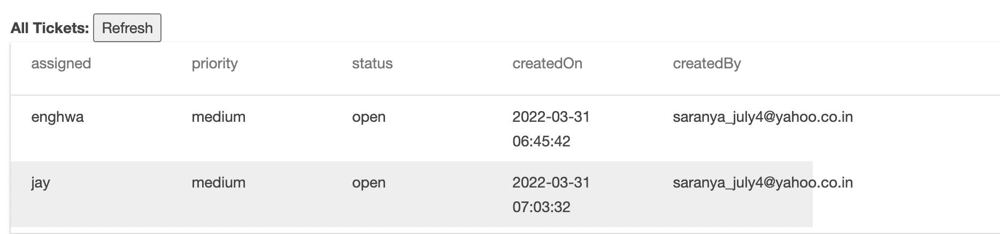 All Tickets: Refresh
assigned priority status createdOn createdBy
enghwa medium open 2022-03-31 saranya_july4@yahoo.co.in
06:45:42
jay medium open 2022-03-31 saranya_july4@yahoo.co.in
07:03:32